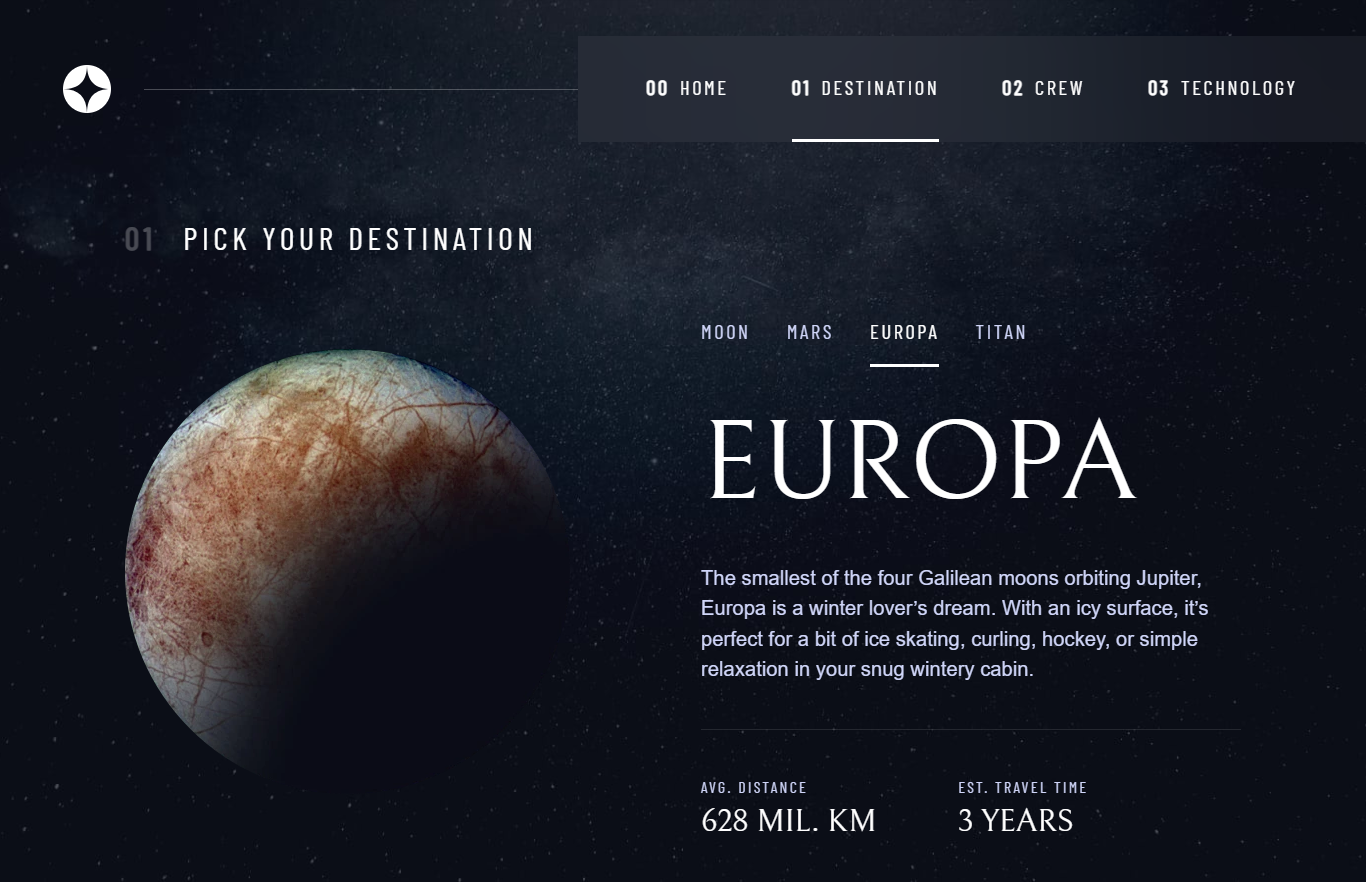 00 HOME 01 DESTINATION 02 CREW 03 TECHNOLOGY
01 PICK YOUR DESTINATION
MOON MARS EUROPA TITAN
EUROPA
The smallest of the four Galilean moons orbiting Jupiter,
Europa is a winter lover’s dream. With an icy surface, it’s
perfect for a bit of ice skating, curling, hockey, or simple
relaxation in your snug wintery cabin.
AVG. DISTANCE EST. TRAVEL TIME
628 MIL. KM 3 YEARS